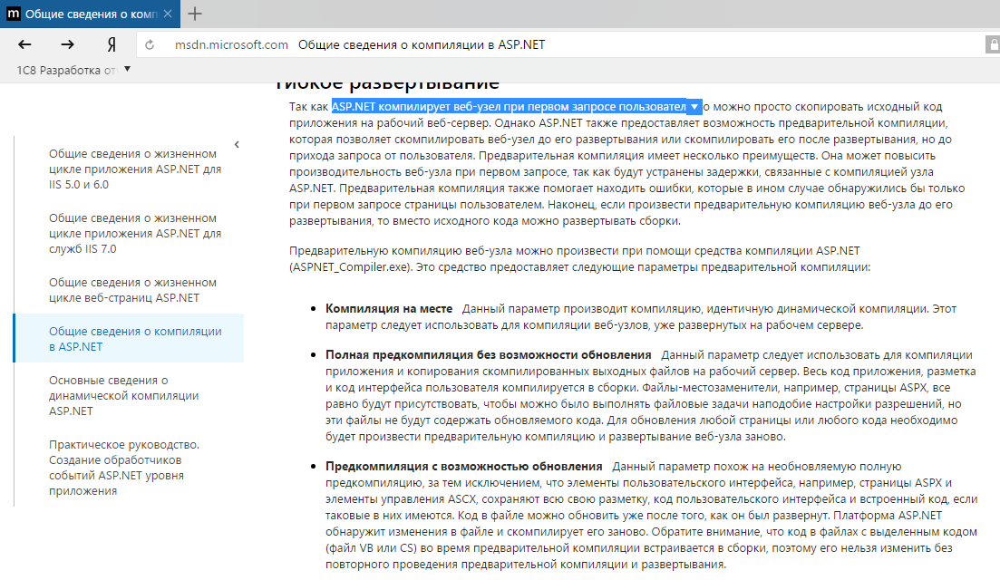 m Общие сведения о комп
Я
msdn.microsoft.com Общие сведения о компиляции в ASP.NET
1С8 Разработка от
Гибкое развертывание
Так как ASP.NET компилирует веб-узел при первом запросе пользовател о можно просто скопировать исходный код
приложения на рабочий веб-сервер. Однако ASP.NET также предоставляет возможность предварительной компиляции,
которая позволяет скомпилировать веб-узел до его развертывания или скомпилировать его после развертывания, но до
прихода запроса от пользователя. Предварительная компиляция имеет несколько преимуществ. Она может повысить
производительность веб-узла при первом запросе, так как будут устранены задержки, связанные с компиляцией узла
ASP.NET. Предварительная компиляция также помогает находить ошибки, которые в ином случае обнаружились бы только
при первом запросе страницы пользователем. Наконец, если произвести предварительную компиляцию веб-узла до его
развертывания, то вместо исходного кода можно развертывать сборки.
Предварительную компиляцию веб-узла можно произвести при помощи средства компиляции ASP.NET
(ASPNET_Compiler.exe). Это средство предоставляет следующие параметры предварительной компиляции:
Компиляция на месте Данный параметр производит компиляцию, идентичную динамической компиляции. Этот
параметр следует использовать для компиляции веб-узлов, уже развернутых на рабочем сервере.
Полная предкомпиляция без возможности обновления Данный параметр следует использовать для компиляции
приложения и копирования скомпилированных выходных файлов на рабочий сервер. Весь код приложения, разметка
и код интерфейса пользователя компилируется в сборки. Файлы-местозаменители, например, страницы ASPX, все
равно будут присутствовать, чтобы можно было выполнять файловые задачи наподобие настройки разрешений, но
эти файлы не будут содержать обновляемого кода. Для обновления любой страницы или любого кода необходимо
будет произвести предварительную компиляцию и развертывание веб-узла заново.
Предкомпиляция с возможностью обновления Данный параметр похож на необновляемую полную
предкомпиляцию, за тем исключением, что элементы пользовательского интерфейса, например, страницы ASPX и
элементы управления ASCX, сохраняют всю свою разметку, код пользовательского интерфейса и встроенный код, если
таковые в них имеются. Код в файле можно обновить уже после того, как он был развернут. Платформа ASP.NET
обнаружит изменения в файле и скомпилирует его заново. Обратите внимание, что код в файлах с выделенным кодом
(файл VB или CS) во время предварительной компиляции встраивается в сборки, поэтому его нельзя изменить без
повторного проведения предварительной компиляции и развертывания.
Общие сведения о жизненном
цикле приложения ASP.NET для
IIS 5.0 и 6.0
Общие сведения о жизненном
цикле приложения ASP.NET для
служб IIS 7.0
Общие сведения о жизненном
цикле веб-страниц ASP.NET
Общие сведения о компиляции
в ASP.NET
Основные сведения о
динамической компиляции
ASP.NET
Практическое руководство.
Создание обработчиков
событий ASP.NET уровня
приложения